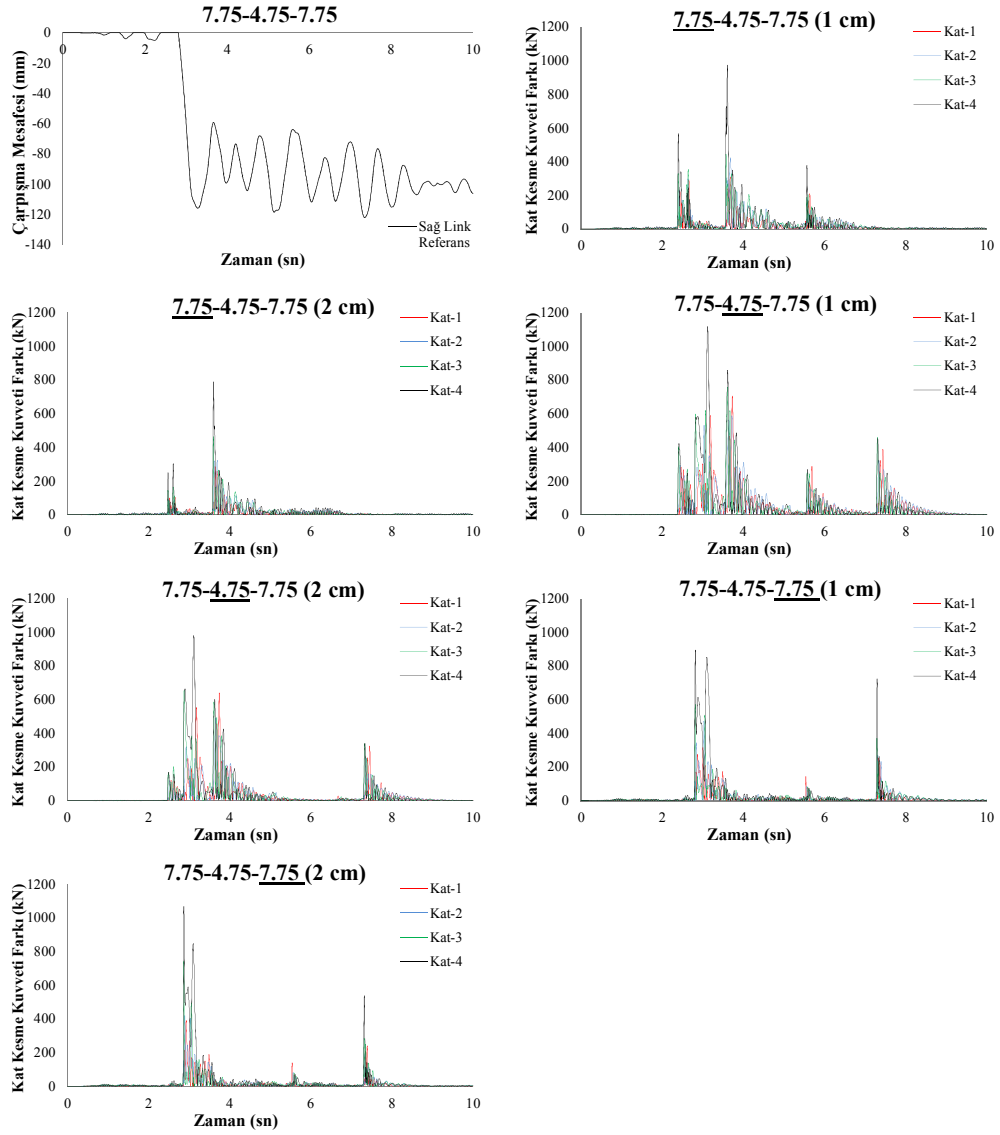 7.75-4.75-7.75
Çarpışma Mesafesi (mm)
0
-20
-40
-60
-80
-100
-120
-140
0 2 4 6 8 10
Sağ Link
Referans
Zaman (sn)
7.75-4.75-7.75 (1 cm)
Kat Kesme Kuvveti Farkı (kN)
1200
1000
800
600
400
200
0
0 2 4 6 8 10
Kat-1
Kat-2
Kat-3
Kat-4
Zaman (sn)
7.75-4.75-7.75 (2 cm)
Kat Kesme Kuvveti Farkı (kN)
1200
1000
800
600
400
200
0
0 2 4 6 8 10
Kat-1
Kat-2
Kat-3
Kat-4
Zaman (sn)
7.75-4.75-7.75 (1 cm)
Kat Kesme Kuvveti Farkı (kN)
1200
1000
800
600
400
200
0
0 2 4 6 8 10
Kat-1
Kat-2
Kat-3
Kat-4
Zaman (sn)
7.75-4.75-7.75 (2 cm)
Kat Kesme Kuvveti Farkı (kN)
1200
1000
800
600
400
200
0
0 2 4 6 8 10
Kat-1
Kat-2
Kat-3
Kat-4
Zaman (sn)
7.75-4.75-7.75 (1 cm)
Kat Kesme Kuvveti Farkı (kN)
1200
1000
800
600
400
200
0
0 2 4 6 8 10
Kat-1
Kat-2
Kat-3
Kat-4
Zaman (sn)
7.75-4.75-7.75 (2 cm)
Kat Kesme Kuvveti Farkı (kN)
1200
1000
800
600
400
200
0
0 2 4 6 8 10
Kat-1
Kat-2
Kat-3
Kat-4
Zaman (sn)